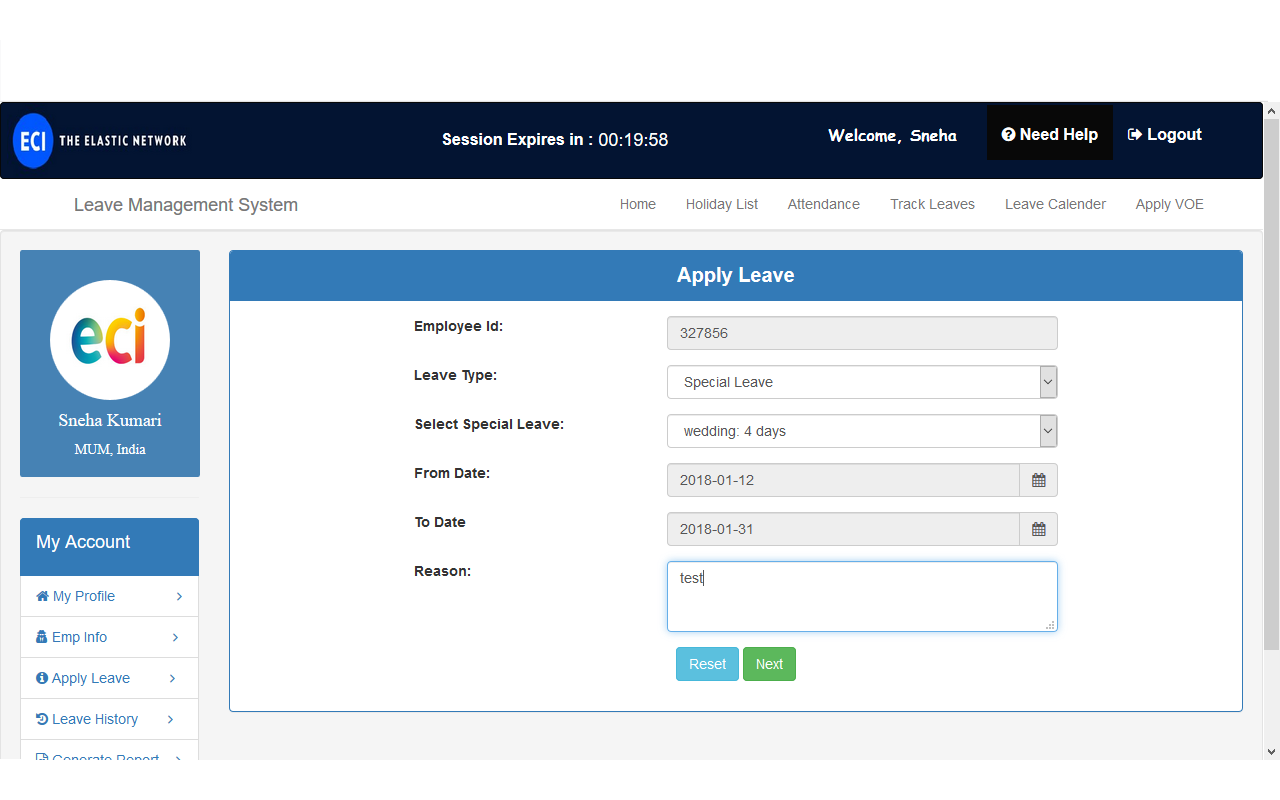 ECI THE ELASTIC NETWORK
Session Expires in : 00:19:58
Welcome, Sneha
Need Help
Logout
Leave Management System
Home
Holiday List
Attendance
Track Leaves
Leave Calender
Apply VOE
eci
Sneha Kumari
MUM, India
My Account
My Profile
Emp Info
Apply Leave
Leave History
Generate Report
Apply Leave
Employee Id: 327856
Leave Type: Special Leave
Select Special Leave: wedding: 4 days
From Date: 2018-01-12
To Date 2018-01-31
Reason: test
Reset Next